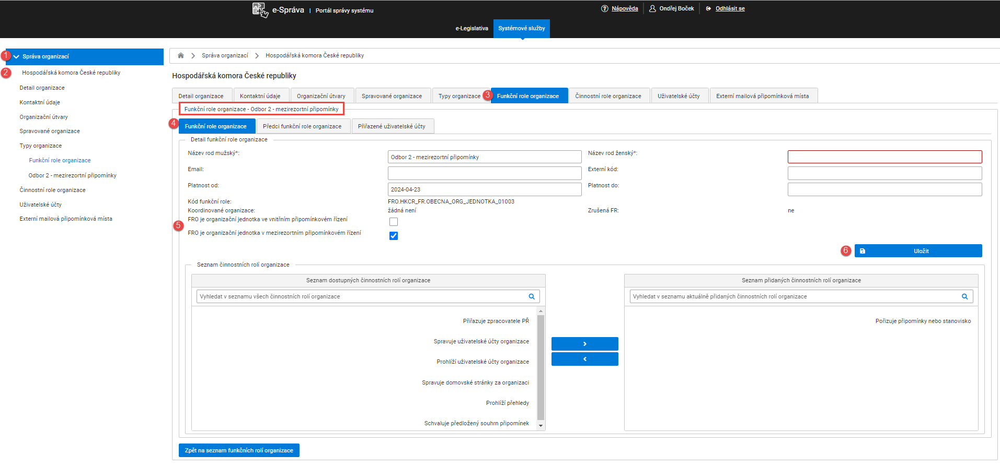 e-Správa | Portál správy systému
Nápověda
Ondřej Boček
Odhlásit se
e-Legislativa
Systémové služby
1
Správa organizací
2
Hospodářská komora České republiky
Detail organizace
Kontaktní údaje
Organizační útvary
Spravované organizace
Typy organizace
Funkční role organizace
Odbor 2 - mezirezortní připomínky
Činnostní role organizace
Uživatelské účty
Externí mailová připomínková místa
Správa organizací
Hospodářská komora České republiky
Hospodářská komora České republiky
Detail organizace
Kontaktní údaje
Organizační útvary
Spravované organizace
Typy organizace
3
Funkční role organizace
Činnostní role organizace
Uživatelské účty
Externí mailová připomínková místa
Funkční role organizace - Odbor 2 - mezirezortní připomínky
4
Funkční role organizace
Předci funkční role organizace
Přiřazené uživatelské účty
Detail funkční role organizace
Název rod mužský*:
Odbor 2 - mezirezortní připomínky
Název rod ženský*:
Email:
Externí kód:
Platnost od:
2024-04-23
Platnost do:
Kód funkční role:
FRO.HKCR_FR.OBECNA_ORG_JEDNOTKA_01003
Koordinované organizace:
žádná není
Zrušená FR:
ne
FRO je organizační jednotka ve vnitřním připomínkovém řízení
5
FRO je organizační jednotka v mezirezortním připomínkovém řízení
6
Uložit
Seznam činnostních rolí organizace
Seznam dostupných činnostních rolí organizace
Vyhledat v seznamu všech činnostních rolí organizace
Přiřazuje zpracovatele PŘ
Spravuje uživatelské účty organizace
Prohlíží uživatelské účty organizace
Spravuje domovské stránky za organizaci
Prohlíží přehledy
Schvaluje předložený souhrn připomínek
Seznam přidaných činnostních rolí organizace
Vyhledat v seznamu aktuálně přidaných činnostních rolí organizace
Pořizuje připomínky nebo stanovisko
Zpět na seznam funkčních rolí organizace